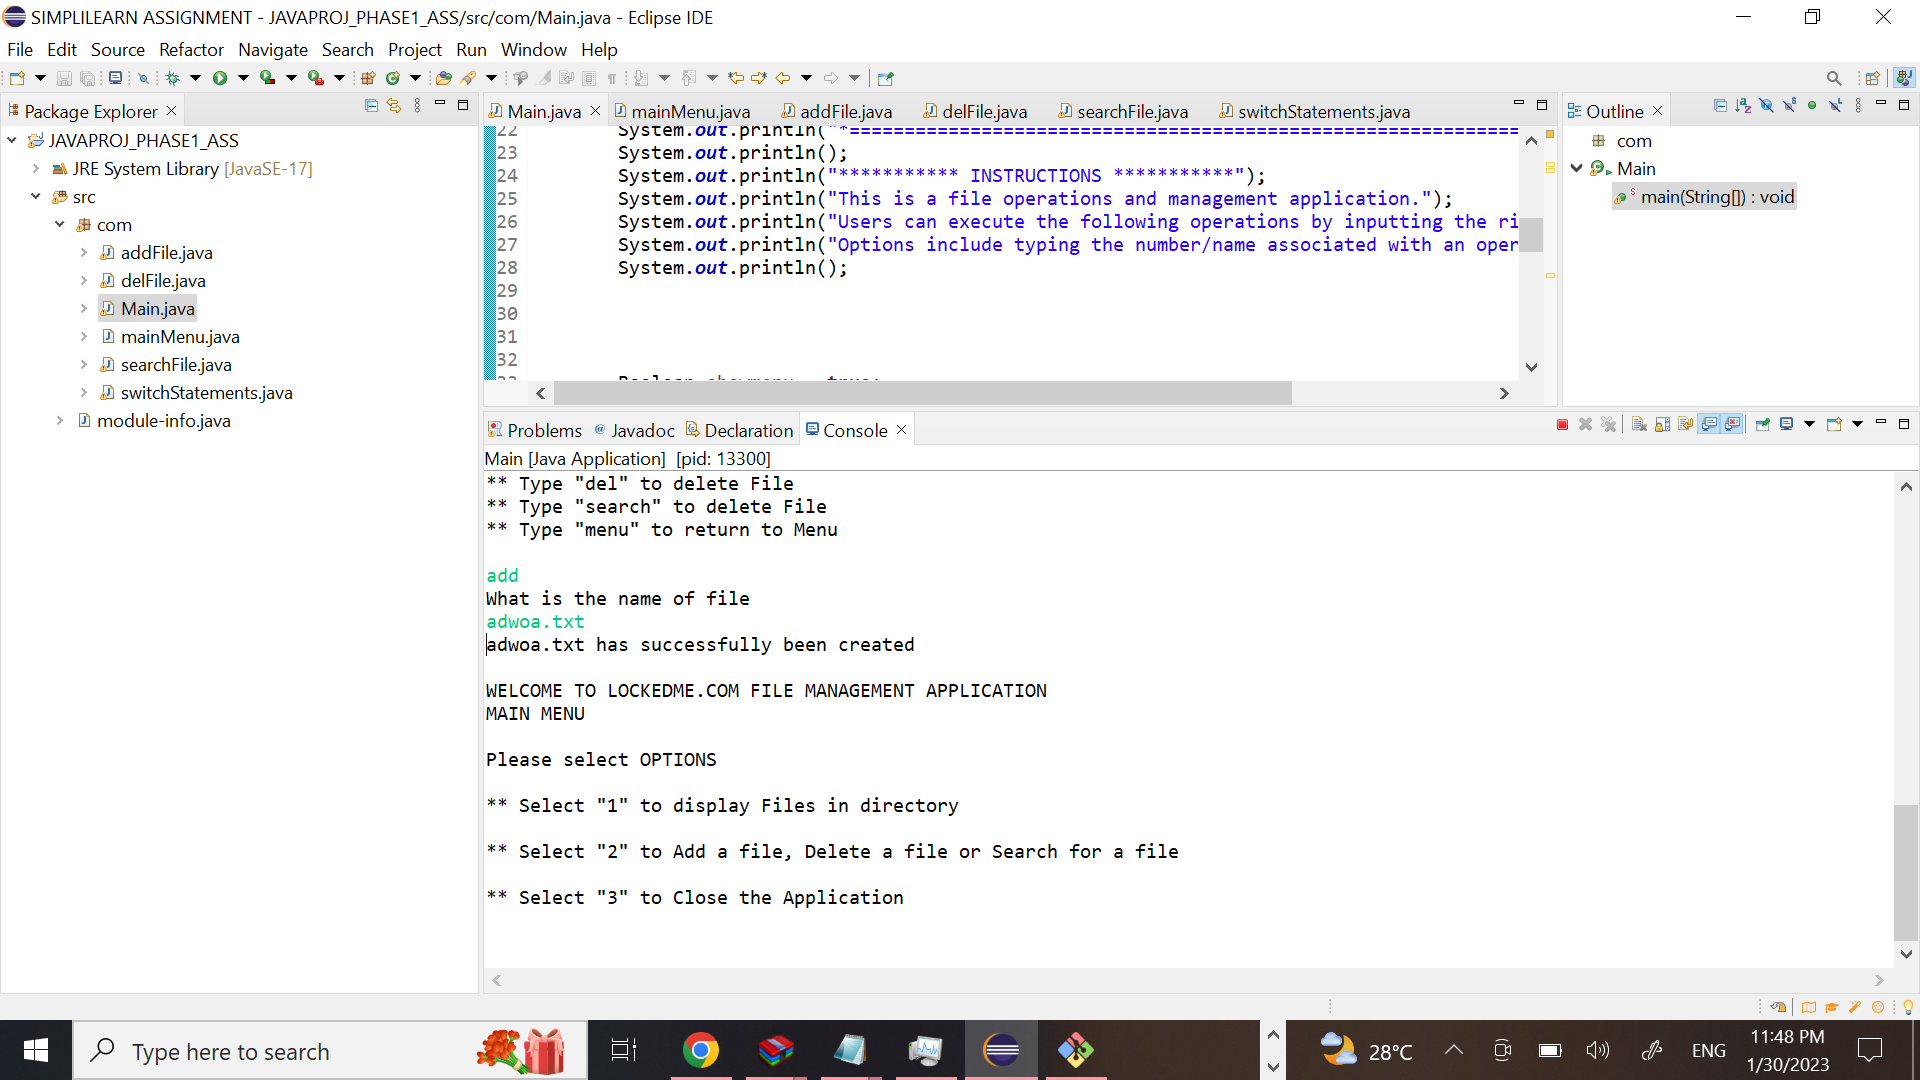 SIMPLILEARN ASSIGNMENT - JAVAPROJ_PHASE1_ASS/src/com/Main.java - Eclipse IDE
File Edit Source Refactor Navigate Search Project Run Window Help
Package Explorer
JAVAPROJ_PHASE1_ASS
JRE System Library [JavaSE-17]
src
com
addFile.java
delFile.java
Main.java
mainMenu.java
searchFile.java
switchStatements.java
module-info.java
Main.java mainMenu.java addFile.java delFile.java searchFile.java switchStatements.java
22 System.out.println("*==============================================================
23 System.out.println();
24 System.out.println("*********** INSTRUCTIONS ***********");
25 System.out.println("This is a file operations and management application.");
26 System.out.println("Users can execute the following operations by inputting the ri
27 System.out.println("Options include typing the number/name associated with an oper
28 System.out.println();
29
30
31
32
Outline
com
Main
main(String[]) : void
Problems Javadoc Declaration Console
Main [Java Application] [pid: 13300]
** Type "del" to delete File
** Type "search" to delete File
** Type "menu" to return to Menu
add
What is the name of file
adwoa.txt
adwoa.txt has successfully been created
WELCOME TO LOCKEDME.COM FILE MANAGEMENT APPLICATION
MAIN MENU
Please select OPTIONS
** Select "1" to display Files in directory
** Select "2" to Add a file, Delete a file or Search for a file
** Select "3" to Close the Application
Type here to search
28°C
ENG
11:48 PM
1/30/2023